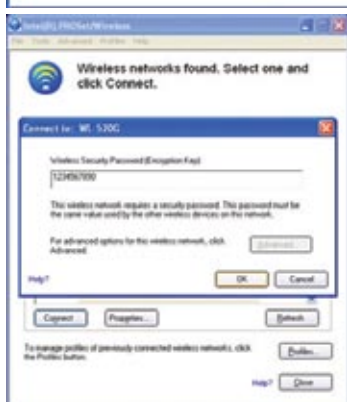 Intel(R) PROSet/Wireless
File Tools Advanced Profiles Help
Wireless networks found. Select one and
click Connect.
Connect to: WL-520G
Wireless Security Password (Encryption Key):
1234567890
This wireless network requires a security password. This password must be
the same value used by the other wireless devices on this network.
For advanced options for this wireless network, click
Advanced.
Advanced...
Help?
OK
Cancel
Connect
Properties...
Refresh
To manage profiles of previously connected wireless networks, click
the Profiles button.
Profiles...
Help?
Close